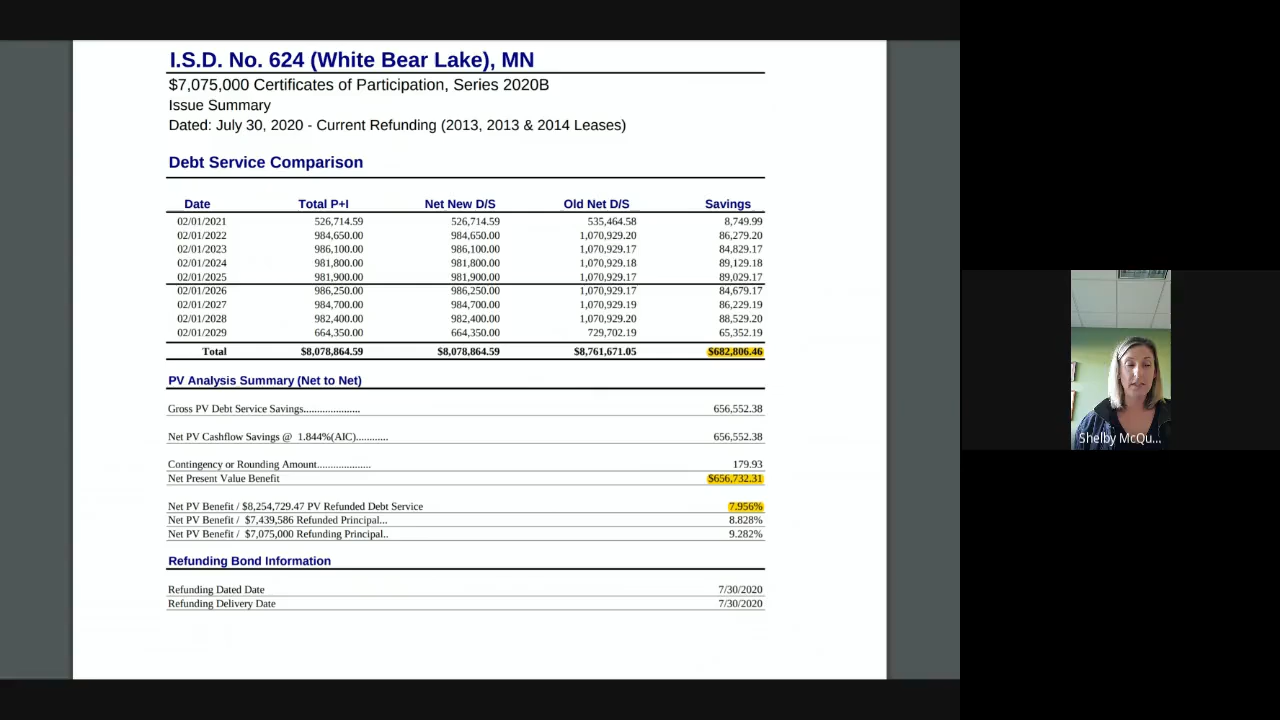 I.S.D. No. 624 (White Bear Lake), MN
$7,075,000 Certificates of Participation, Series 2020B
Issue Summary
Dated: July 30, 2020 - Current Refunding (2013, 2013 & 2014 Leases)
Debt Service Comparison
Date Total P+I Net New D/S Old Net D/S Savings
02/01/2021 526,714.59 526,714.59 535,464.58 8,749.99
02/01/2022 984,650.00 984,650.00 1,070,929.20 86,279.20
02/01/2023 986,100.00 986,100.00 1,070,929.17 84,829.17
02/01/2024 981,800.00 981,800.00 1,070,929.18 89,129.18
02/01/2025 981,900.00 981,900.00 1,070,929.17 89,029.17
02/01/2026 986,250.00 986,250.00 1,070,929.17 84,679.17
02/01/2027 984,700.00 984,700.00 1,070,929.19 86,229.19
02/01/2028 982,400.00 982,400.00 1,070,929.20 88,529.20
02/01/2029 664,350.00 664,350.00 729,702.19 65,352.19
Total $8,078,864.59 $8,078,864.59 $8,761,671.05 $682,806.46
PV Analysis Summary (Net to Net)
Gross PV Debt Service Savings..................... 656,552.38
Net PV Cashflow Savings @ 1.844%(AIC)............ 656,552.38
Contingency or Rounding Amount.................... 179.93
Net Present Value Benefit $656,732.31
Net PV Benefit / $8,254,729.47 PV Refunded Debt Service 7.956%
Net PV Benefit / $7,439,586 Refunded Principal... 8.828%
Net PV Benefit / $7,075,000 Refunding Principal.. 9.282%
Refunding Bond Information
Refunding Dated Date 7/30/2020
Refunding Delivery Date 7/30/2020
Shelby McQu...